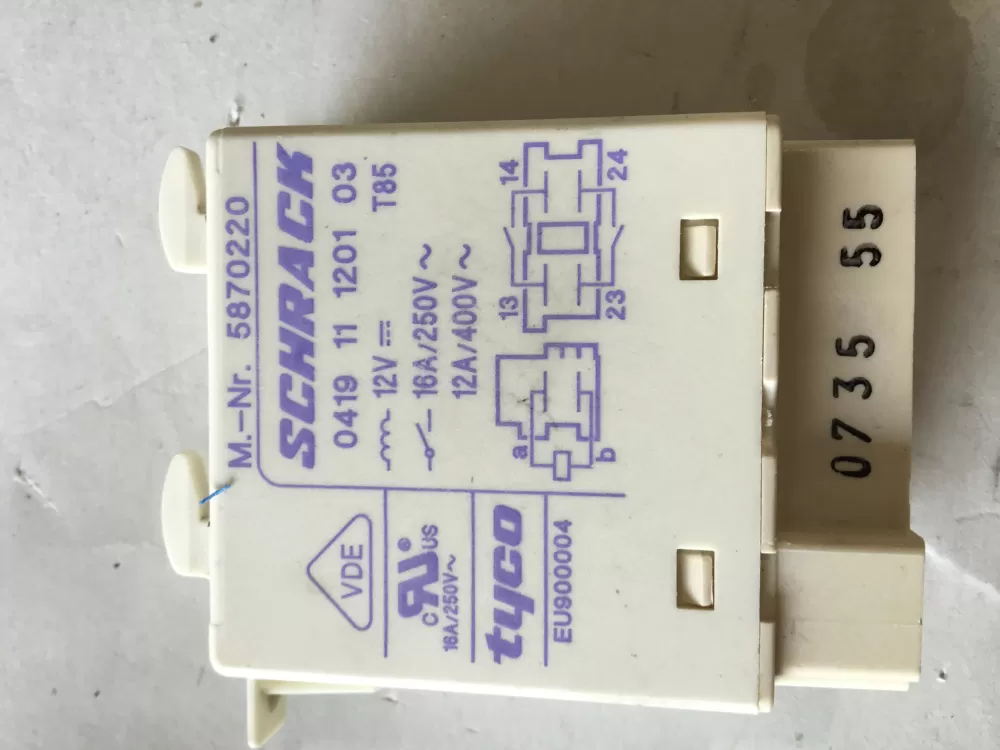 M.-Nr. 5870220
SCHRACK
0419 11 1201 03
12V T85
16A/250V~
12A/400V~
13 14
23 24
a
b
VDE
C RU® US
16A/250V~
tyco
EU900004
0735 55